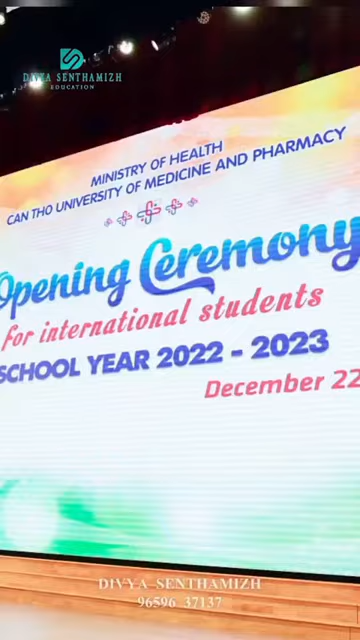 DIVYA SENTHAMIZH
EDUCATION
MINISTRY OF HEALTH
CAN THO UNIVERSITY OF MEDICINE AND PHARMACY
Opening Ceremony
for international students
SCHOOL YEAR 2022 - 2023
December 22
DIVYA SENTHAMIZH
96596 37137